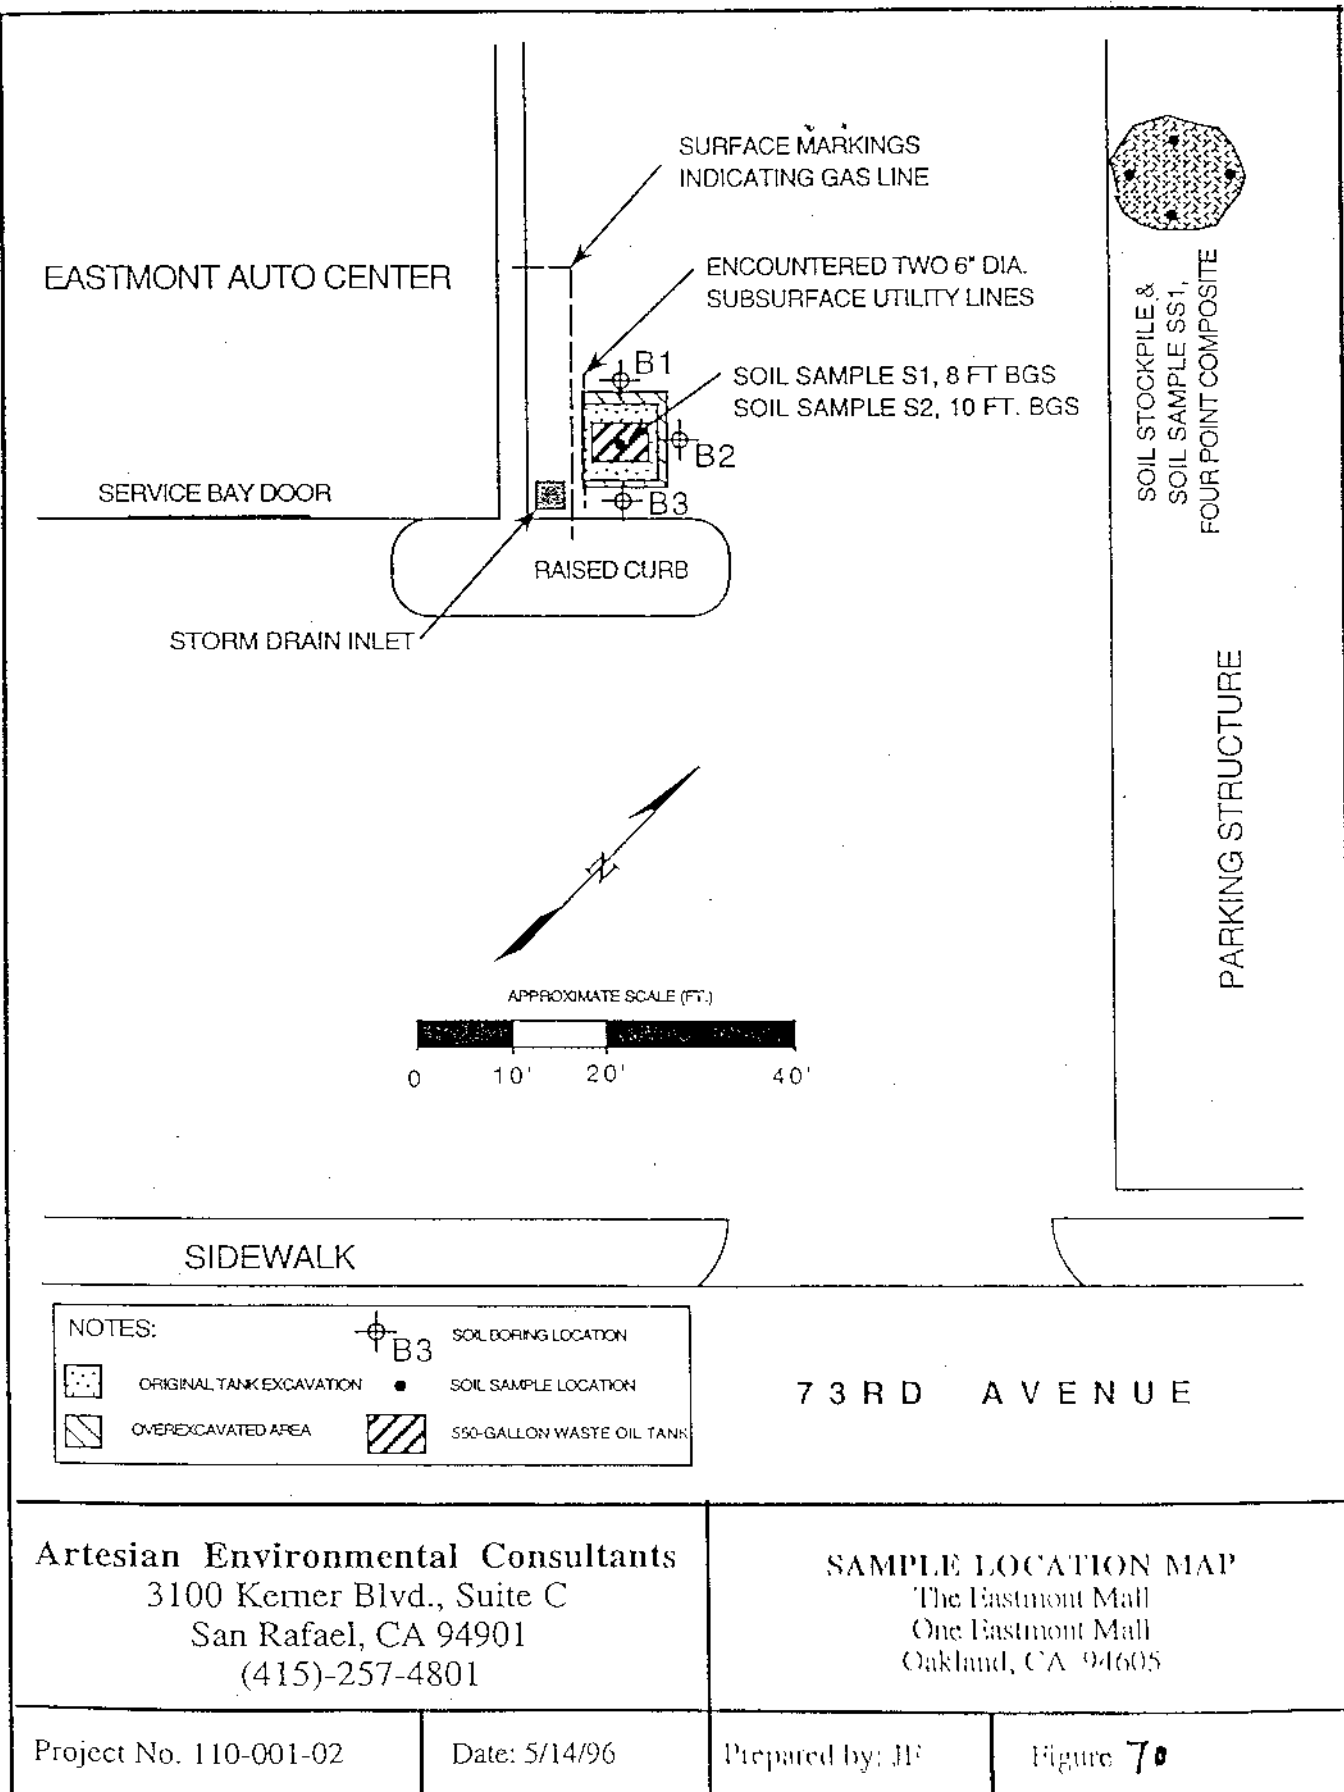 SURFACE MARKINGS
INDICATING GAS LINE
EASTMONT AUTO CENTER
ENCOUNTERED TWO 6" DIA.
SUBSURFACE UTILITY LINES
SOIL STOCKPILE &
SOIL SAMPLE SS1,
FOUR POINT COMPOSITE
B1
SOIL SAMPLE S1, 8 FT BGS
SOIL SAMPLE S2, 10 FT. BGS
B2
SERVICE BAY DOOR
B3
RAISED CURB
STORM DRAIN INLET
PARKING STRUCTURE
N
APPROXIMATE SCALE (FT.)
0 10' 20' 40'
SIDEWALK
NOTES:
B3 SOIL BORING LOCATION
ORIGINAL TANK EXCAVATION
SOIL SAMPLE LOCATION
OVEREXCAVATED AREA
550-GALLON WASTE OIL TANK
73RD AVENUE
Artesian Environmental Consultants
3100 Kerner Blvd., Suite C
San Rafael, CA 94901
(415)-257-4801
SAMPLE LOCATION MAP
The Eastmont Mall
One Eastmont Mall
Oakland, CA 94605
Project No. 110-001-02
Date: 5/14/96
Prepared by:
Figure 7